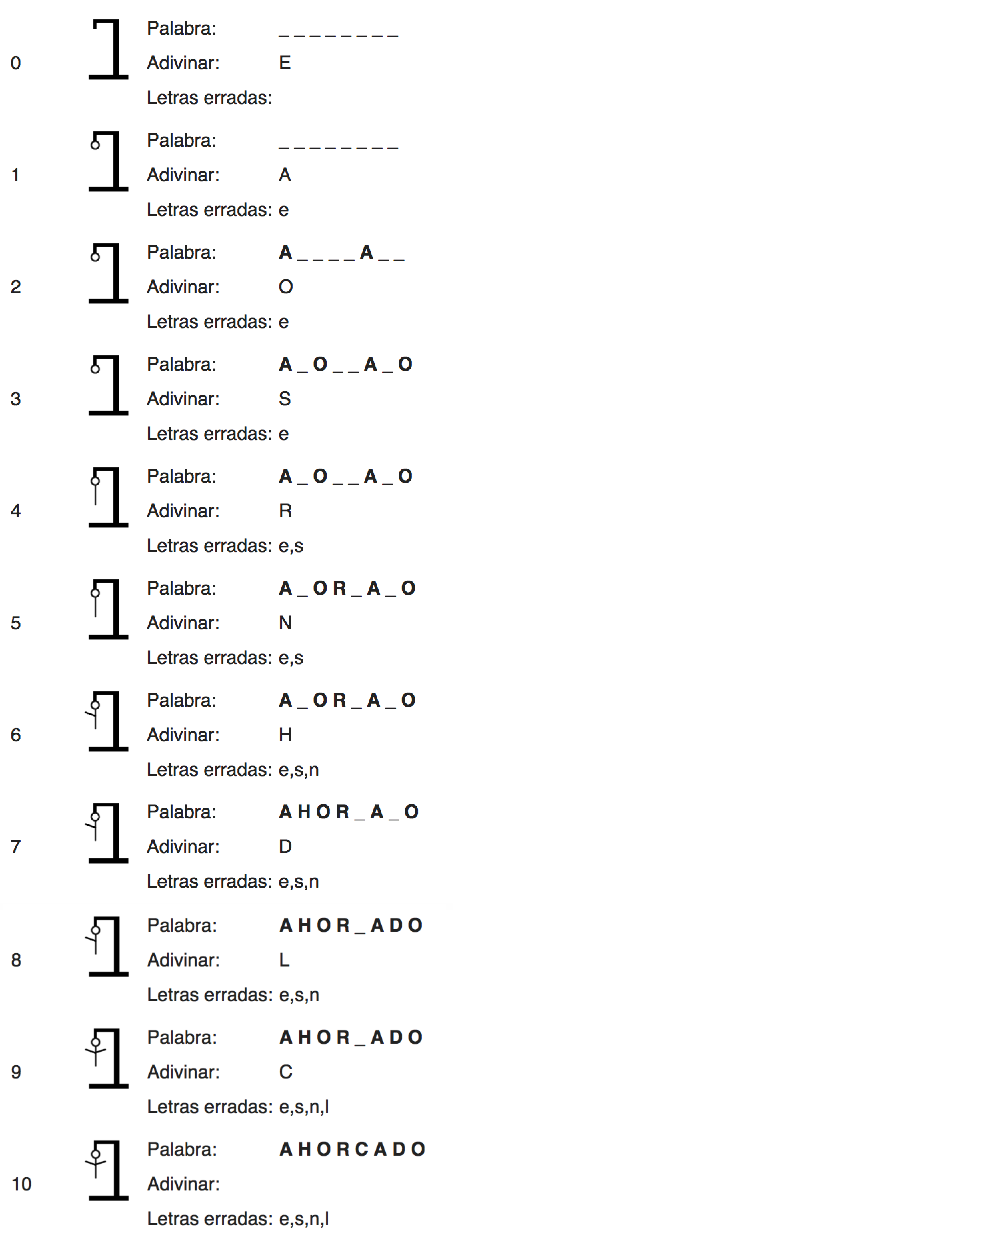 Palabra: _ _ _ _ _ _ _ _
0 Adivinar: E
Letras erradas:
Palabra: _ _ _ _ _ _ _ _
1 Adivinar: A
Letras erradas: e
Palabra: A _ _ _ _ A _ _
2 Adivinar: O
Letras erradas: e
Palabra: A _ O _ _ A _ O
3 Adivinar: S
Letras erradas: e
Palabra: A _ O _ _ A _ O
4 Adivinar: R
Letras erradas: e,s
Palabra: A _ O R _ A _ O
5 Adivinar: N
Letras erradas: e,s
Palabra: A _ O R _ A _ O
6 Adivinar: H
Letras erradas: e,s,n
Palabra: A H O R _ A _ O
7 Adivinar: D
Letras erradas: e,s,n
Palabra: A H O R _ A D O
8 Adivinar: L
Letras erradas: e,s,n
Palabra: A H O R _ A D O
9 Adivinar: C
Letras erradas: e,s,n,l
Palabra: A H O R C A D O
10 Adivinar:
Letras erradas: e,s,n,l